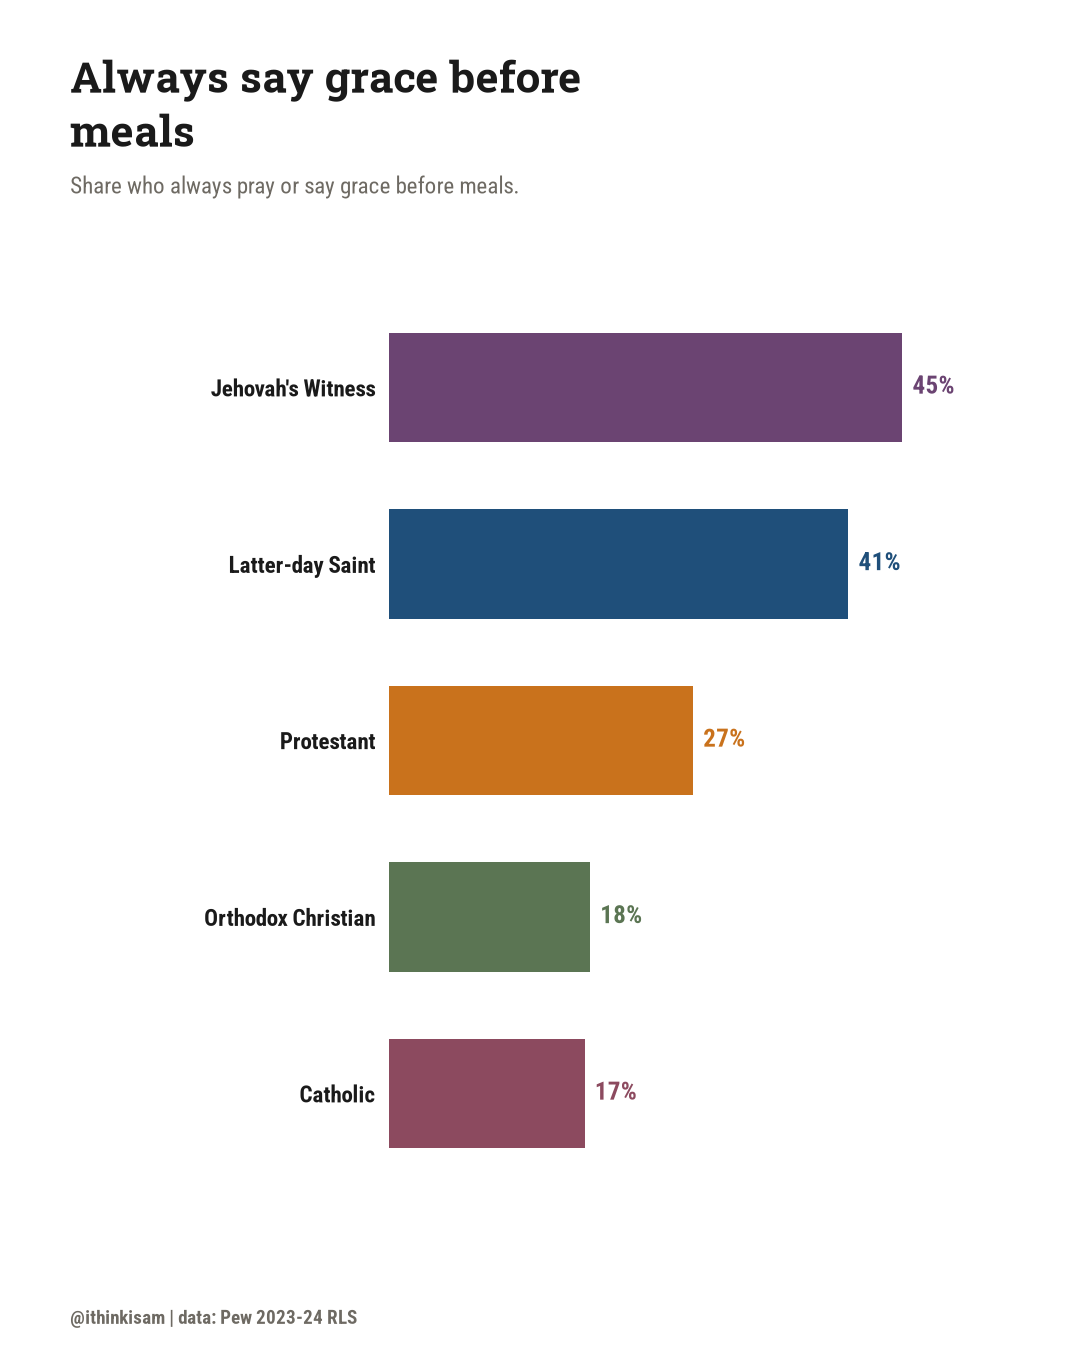 Always say grace before
meals
Share who always pray or say grace before meals.
Jehovah's Witness
45%
Latter-day Saint
41%
Protestant
27%
Orthodox Christian
18%
Catholic
17%
@ithinkisam | data: Pew 2023-24 RLS